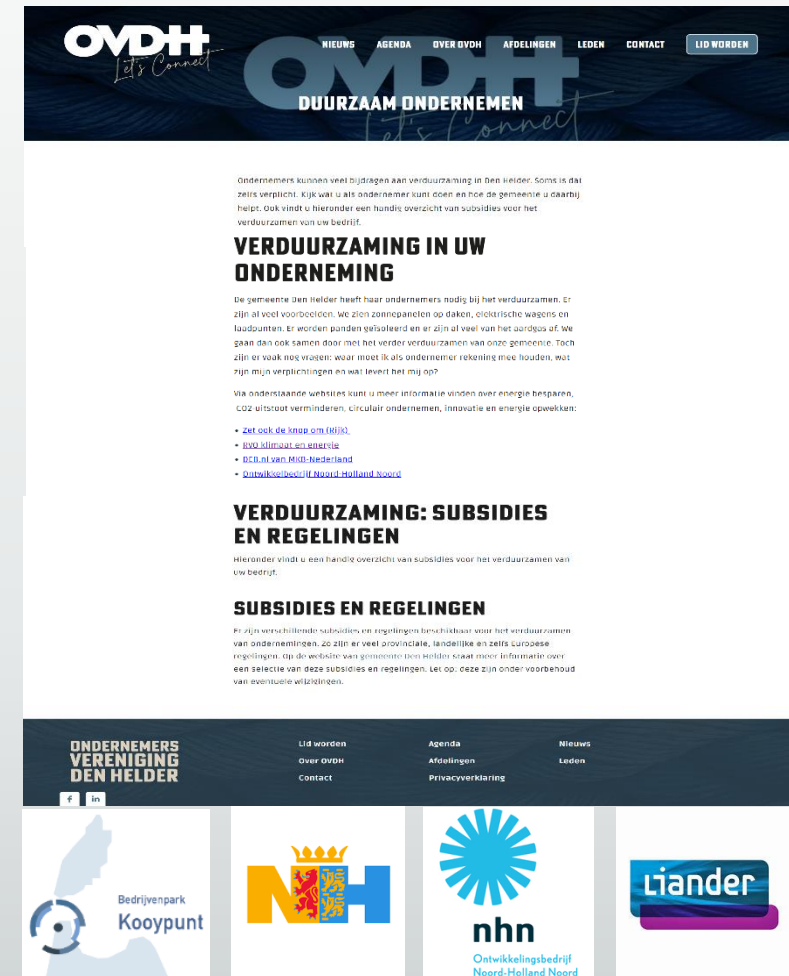 OVDH
Let's Connect
NIEUWS AGENDA OVER OVDH AFDELINGEN LEDEN CONTACT LID WORDEN
OVDH
Let's Connect
DUURZAAM ONDERNEMEN
Ondernemers kunnen veel bijdragen aan verduurzaming in Den Helder. Soms is dat
zelfs verplicht. Kijk wat u als ondernemer kunt doen en hoe de gemeente u daarbij
helpt. Ook vindt u hieronder een handig overzicht van subsidies voor het
verduurzamen van uw bedrijf.
VERDUURZAMING IN UW
ONDERNEMING
De gemeente Den Helder heeft haar ondernemers nodig bij het verduurzamen. Er
zijn al veel voorbeelden. We zien zonnepanelen op daken, elektrische wagens en
laadpunten. Er worden panden geïsoleerd en er zijn al veel van het aardgas af. We
gaan dan ook samen door met het verder verduurzamen van onze gemeente. Toch
zijn er vaak nog vragen: waar moet ik als ondernemer rekening mee houden, wat
zijn mijn verplichtingen en wat levert het mij op?
Via onderstaande websites kunt u meer informatie vinden over energie besparen,
CO2-uitstoot verminderen, circulair ondernemen, innovatie en energie opwekken:
• Zet ook de knop om (Rijk)
• RVO klimaat en energie
• DCB.nl van MKB-Nederland
• Ontwikkelbedrijf Noord-Holland Noord
VERDUURZAMING: SUBSIDIES
EN REGELINGEN
Hieronder vindt u een handig overzicht van subsidies voor het verduurzamen van
uw bedrijf.
SUBSIDIES EN REGELINGEN
Er zijn verschillende subsidies en regelingen beschikbaar voor het verduurzamen
van ondernemingen. Zo zijn er veel provinciale, landelijke en zelfs Europese
regelingen. Op de website van gemeente Den Helder staat meer informatie over
een selectie van deze subsidies en regelingen. Let op: deze zijn onder voorbehoud
van eventuele wijzigingen.
ONDERNEMERS
VERENIGING
DEN HELDER
Lid worden Agenda Nieuws
Over OVDH Afdelingen Leden
Contact Privacyverklaring
f in
Bedrijvenpark
Kooypunt
NH
nhn
Ontwikkelingsbedrijf
Noord-Holland Noord
Liander